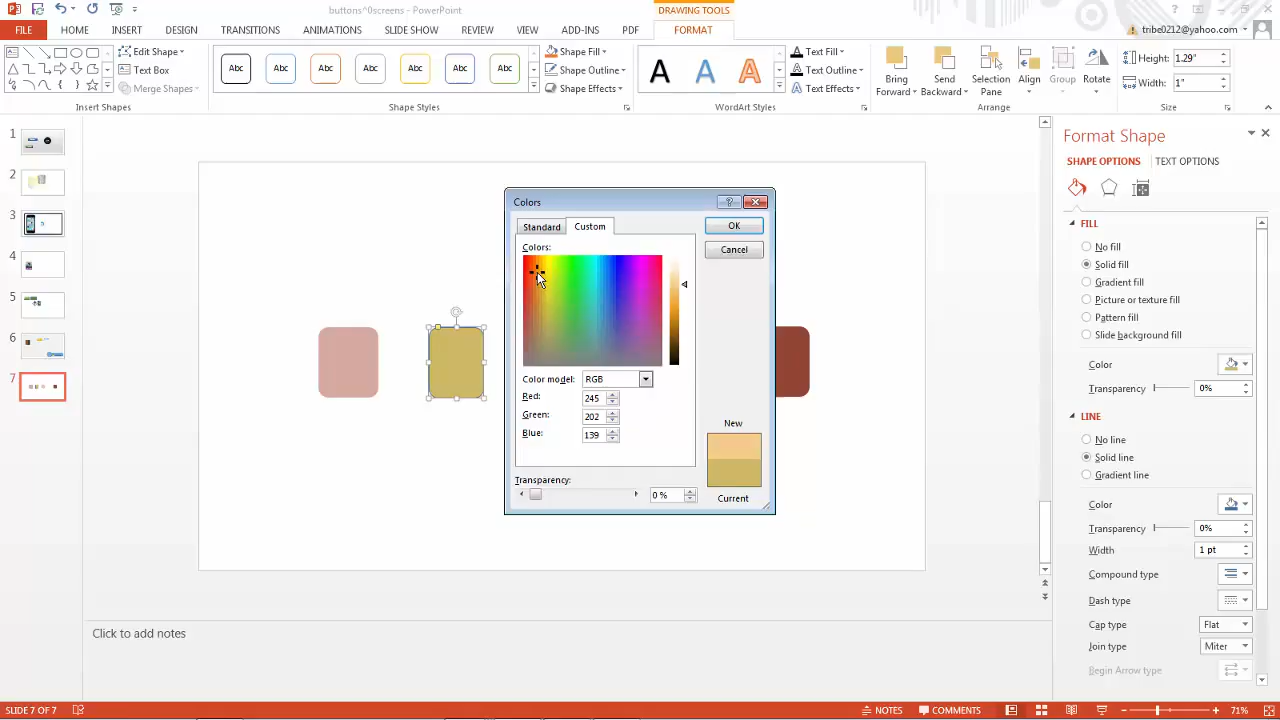 buttons^0screens - PowerPoint
DRAWING TOOLS
FILE HOME INSERT DESIGN TRANSITIONS ANIMATIONS SLIDE SHOW REVIEW VIEW ADD-INS PDF FORMAT
tribe0212@yahoo.com
Edit Shape
Text Box
Merge Shapes
Insert Shapes
Abc Abc Abc Abc Abc Abc Abc
Shape Styles
Shape Fill
Shape Outline
Shape Effects
A A A
WordArt Styles
Text Fill
Text Outline
Text Effects
Bring Forward
Send Backward
Selection Pane
Align
Group
Rotate
Arrange
Height: 1.29"
Width: 1"
Size
1
2
3
4
5
6
7
Colors
Standard Custom
OK
Cancel
Colors:
Color model: RGB
Red: 245
Green: 202
Blue: 139
New
Current
Transparency:
0 %
Format Shape
SHAPE OPTIONS TEXT OPTIONS
FILL
No fill
Solid fill
Gradient fill
Picture or texture fill
Pattern fill
Slide background fill
Color
Transparency 0%
LINE
No line
Solid line
Gradient line
Color
Transparency 0%
Width 1 pt
Compound type
Dash type
Cap type Flat
Join type Miter
Begin Arrow type
Click to add notes
SLIDE 7 OF 7
NOTES COMMENTS 71%